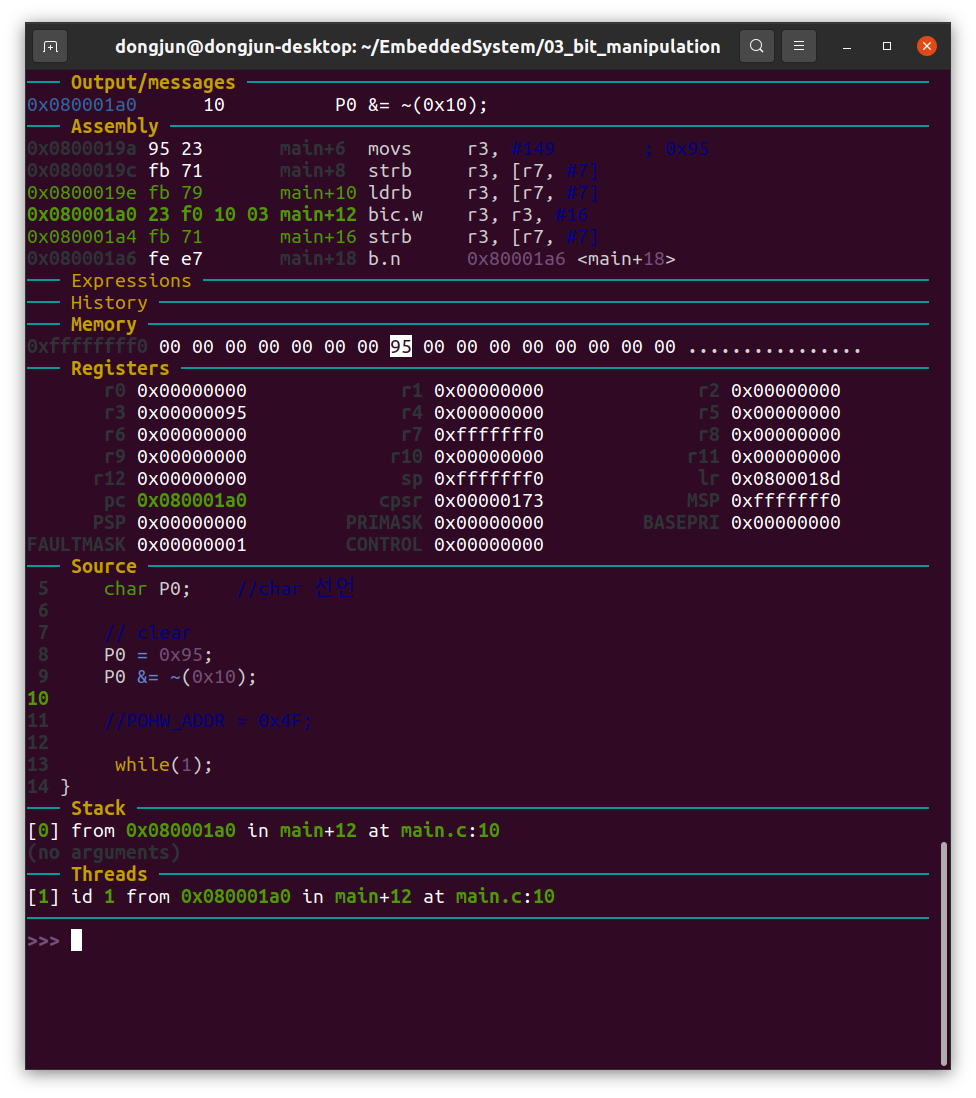 dongjun@dongjun-desktop: ~/EmbeddedSystem/03_bit_manipulation
Output/messages
0x080001a0 10 P0 &= ~(0x10);
Assembly
0x0800019a 95 23 main+6 movs r3, #149 ; 0x95
0x0800019c fb 71 main+8 strb r3, [r7, #7]
0x0800019e fb 79 main+10 ldrb r3, [r7, #7]
0x080001a0 23 f0 10 03 main+12 bic.w r3, r3, #16
0x080001a4 fb 71 main+16 strb r3, [r7, #7]
0x080001a6 fe e7 main+18 b.n 0x80001a6 <main+18>
Expressions
History
Memory
0xfffffffff0 00 00 00 00 00 00 00 95 00 00 00 00 00 00 00 00 ................
Registers
r0 0x00000000 r1 0x00000000 r2 0x00000000
r3 0x00000095 r4 0x00000000 r5 0x00000000
r6 0x00000000 r7 0xfffffff0 r8 0x00000000
r9 0x00000000 r10 0x00000000 r11 0x00000000
r12 0x00000000 sp 0xfffffff0 lr 0x0800018d
pc 0x080001a0 cpsr 0x00000173 MSP 0xfffffff0
PSP 0x00000000 PRIMASK 0x00000000 BASEPRI 0x00000000
FAULTMASK 0x00000001 CONTROL 0x00000000
Source
5 char P0; //char 선언
6
7 // clear
8 P0 = 0x95;
9 P0 &= ~(0x10);
10
11 //P0HW_ADDR = 0x4F;
12
13 while(1);
14 }
Stack
[0] from 0x080001a0 in main+12 at main.c:10
(no arguments)
Threads
[1] id 1 from 0x080001a0 in main+12 at main.c:10
>>>